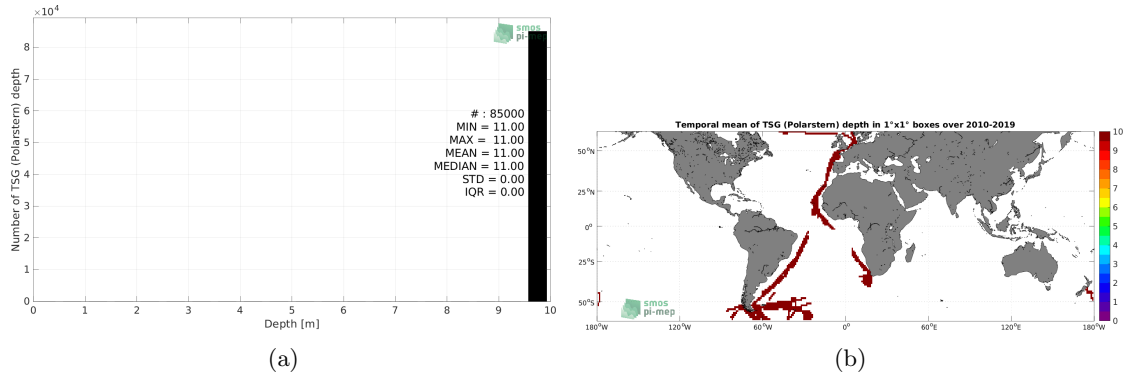 ×10⁴
8
7
6
5
4
3
2
1
0
Number of TSG (Polarstern) depth
smos
pi-mep
# : 85000
MIN = 11.00
MAX = 11.00
MEAN = 11.00
MEDIAN = 11.00
STD = 0.00
IQR = 0.00
0 1 2 3 4 5 6 7 8 9 10
Depth [m]
(a)
Temporal mean of TSG (Polarstern) depth in 1°x1° boxes over 2010-2019
50°N
25°N
0°N
25°S
50°S
smos
pi-mep
180°W 120°W 60°W 0°E 60°E 120°E 180°W
10
9
8
7
6
5
4
3
2
1
0
(b)